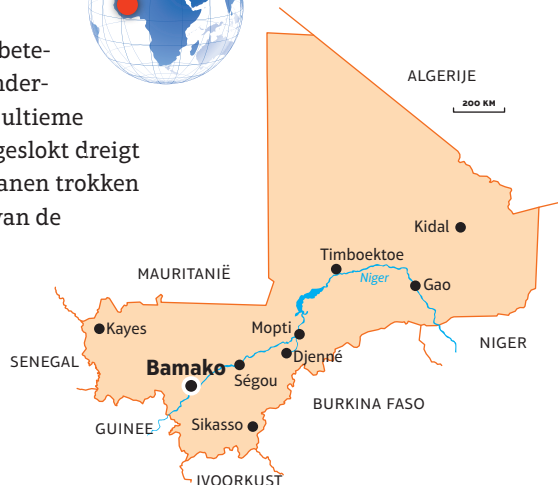 bete-
nder-
ultieme
geslokt dreigt
anen trokken
van de
ALGERIJE
200 KM
Kidal
Timboektoe
Niger
Gao
MAURITANIË
Kayes
Mopti
NIGER
Djenné
SENEGAL
Bamako
Ségou
BURKINA FASO
GUINEE
Sikasso
IVOORKUST